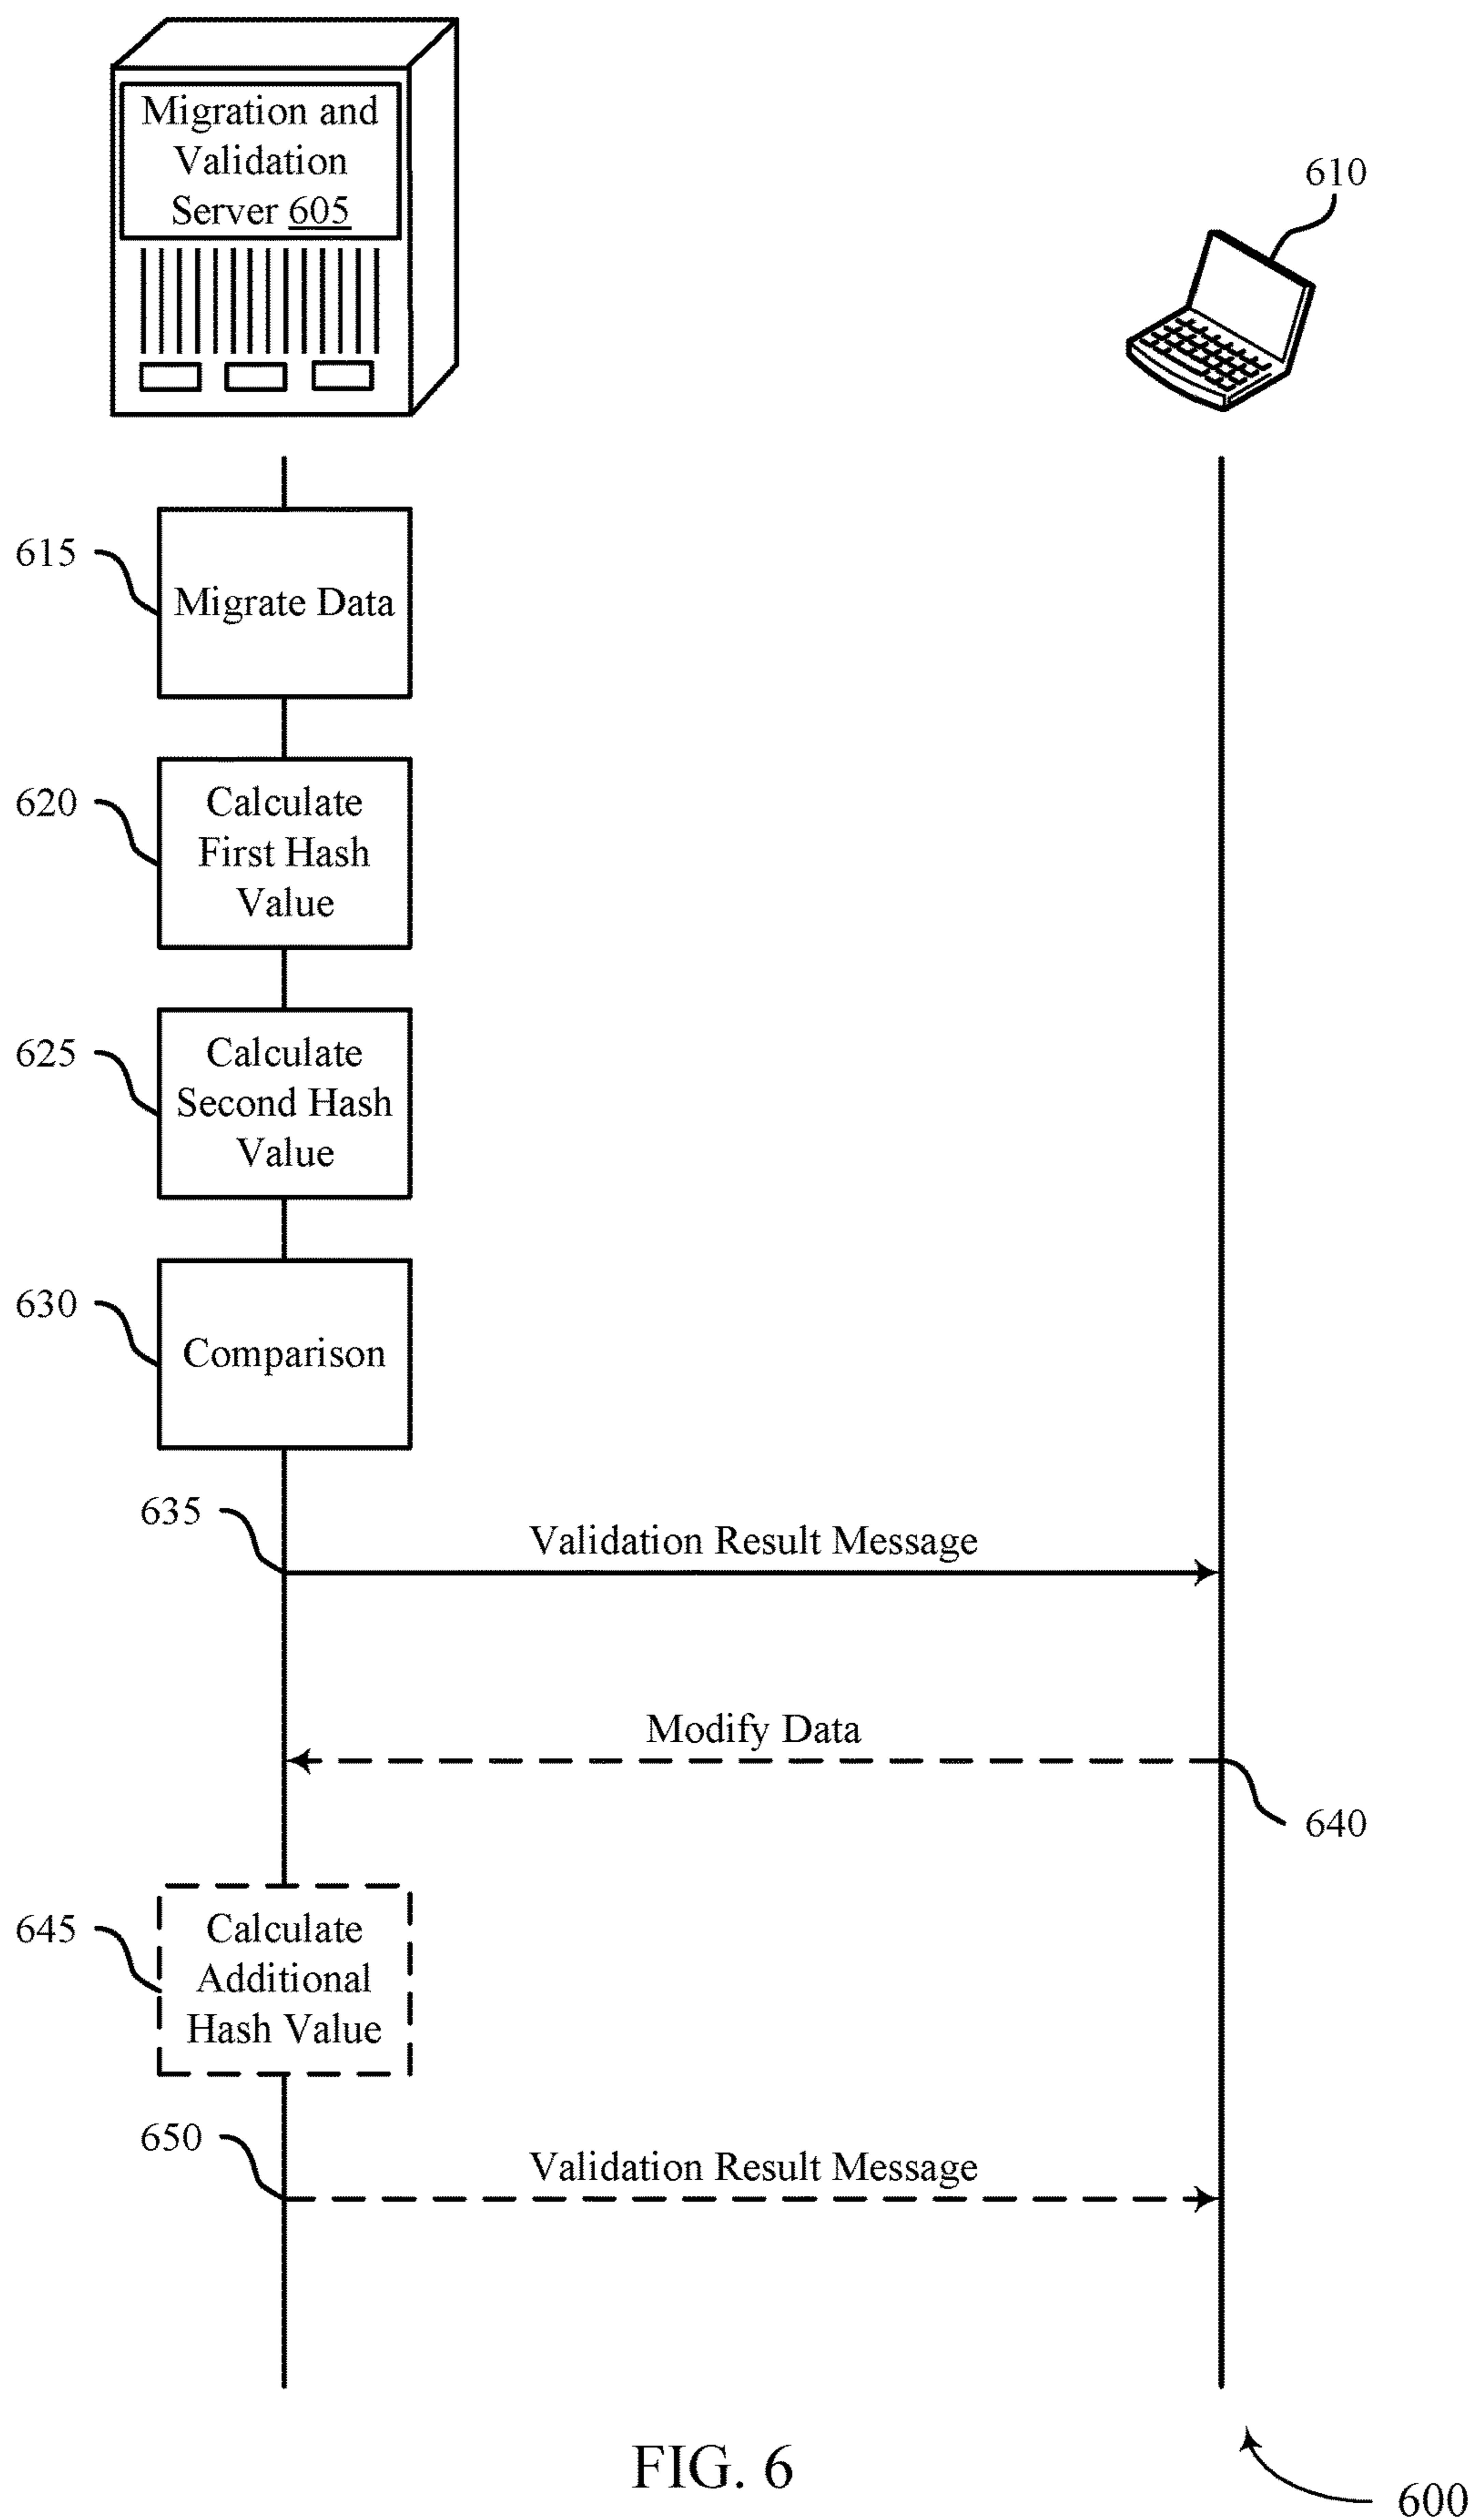 Migration and
Validation
Server 605
610
615
Migrate Data
620
Calculate
First Hash
Value
625
Calculate
Second Hash
Value
630
Comparison
635
Validation Result Message
Modify Data
640
645
Calculate
Additional
Hash Value
650
Validation Result Message
FIG. 6
600